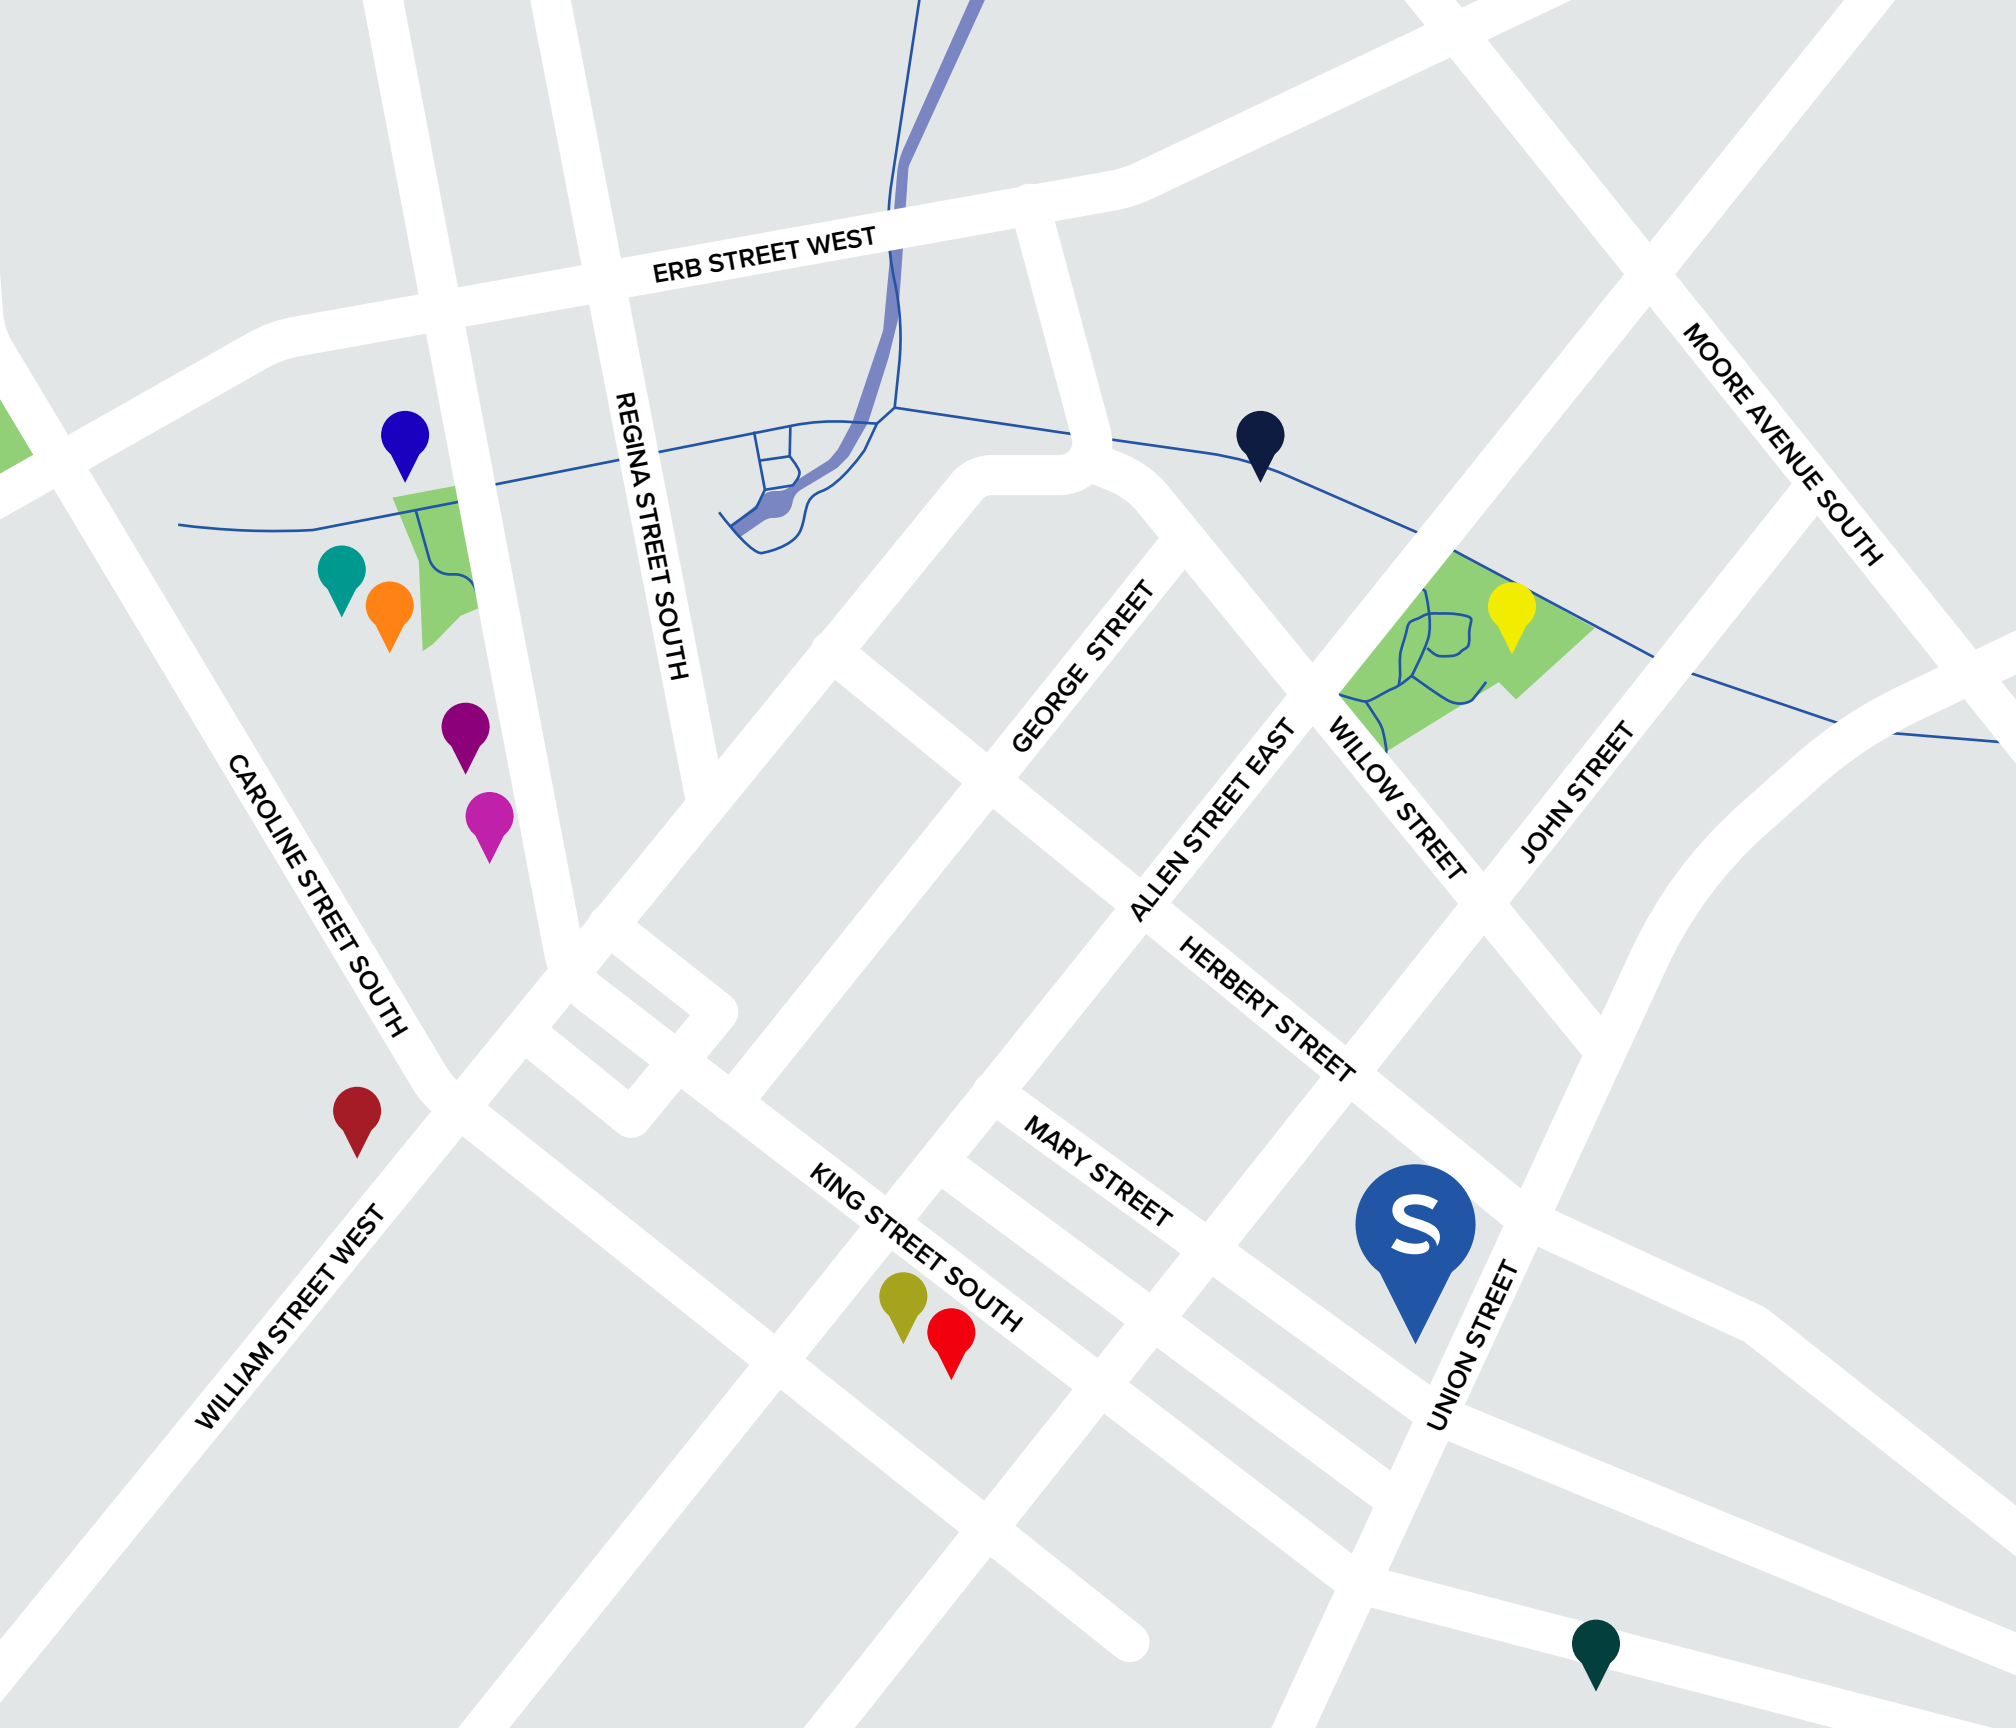 ERB STREET WEST
MOORE AVENUE SOUTH
REGINA STREET SOUTH
GEORGE STREET
ALLEN STREET EAST
WILLOW STREET
JOHN STREET
CAROLINE STREET SOUTH
HERBERT STREET
MARY STREET
KING STREET SOUTH
S
WILLIAM STREET WEST
UNION STREET